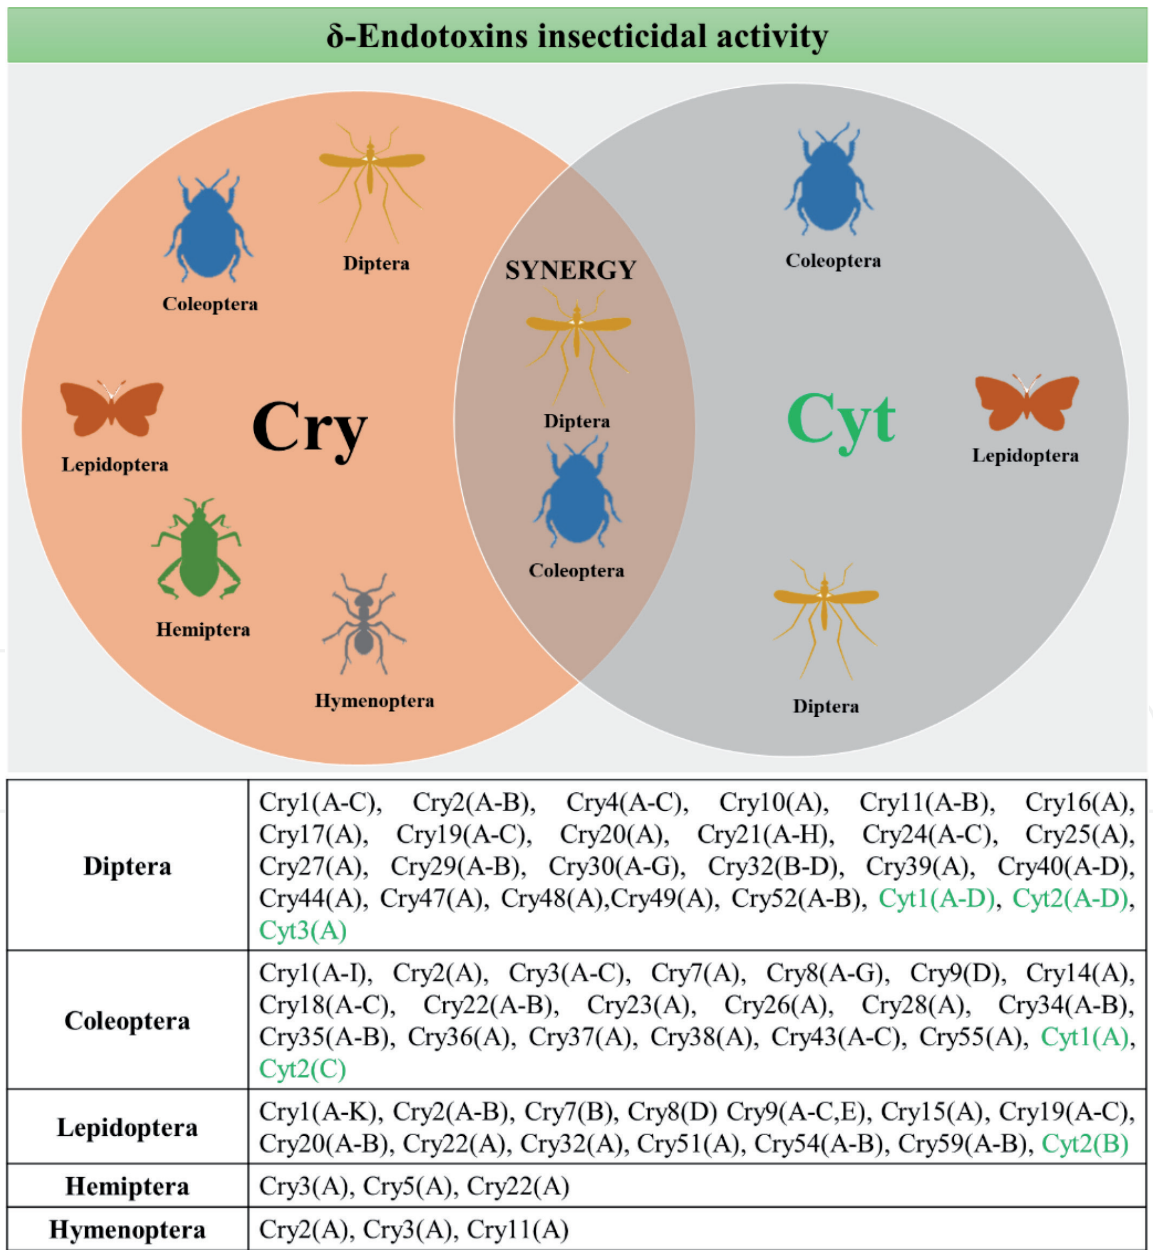 δ-Endotoxins insecticidal activity
Diptera
Coleoptera
Lepidoptera
Cry
Hemiptera
Hymenoptera
SYNERGY
Diptera
Coleoptera
Coleoptera
Cyt
Lepidoptera
Diptera
Diptera
Cry1(A-C), Cry2(A-B), Cry4(A-C), Cry10(A), Cry11(A-B), Cry16(A),
Cry17(A), Cry19(A-C), Cry20(A), Cry21(A-H), Cry24(A-C), Cry25(A),
Cry27(A), Cry29(A-B), Cry30(A-G), Cry32(B-D), Cry39(A), Cry40(A-D),
Cry44(A), Cry47(A), Cry48(A),Cry49(A), Cry52(A-B), Cyt1(A-D), Cyt2(A-D),
Cyt3(A)
Coleoptera
Cry1(A-I), Cry2(A), Cry3(A-C), Cry7(A), Cry8(A-G), Cry9(D), Cry14(A),
Cry18(A-C), Cry22(A-B), Cry23(A), Cry26(A), Cry28(A), Cry34(A-B),
Cry35(A-B), Cry36(A), Cry37(A), Cry38(A), Cry43(A-C), Cry55(A), Cyt1(A),
Cyt2(C)
Lepidoptera
Cry1(A-K), Cry2(A-B), Cry7(B), Cry8(D) Cry9(A-C,E), Cry15(A), Cry19(A-C),
Cry20(A-B), Cry22(A), Cry32(A), Cry51(A), Cry54(A-B), Cry59(A-B), Cyt2(B)
Hemiptera
Cry3(A), Cry5(A), Cry22(A)
Hymenoptera
Cry2(A), Cry3(A), Cry11(A)